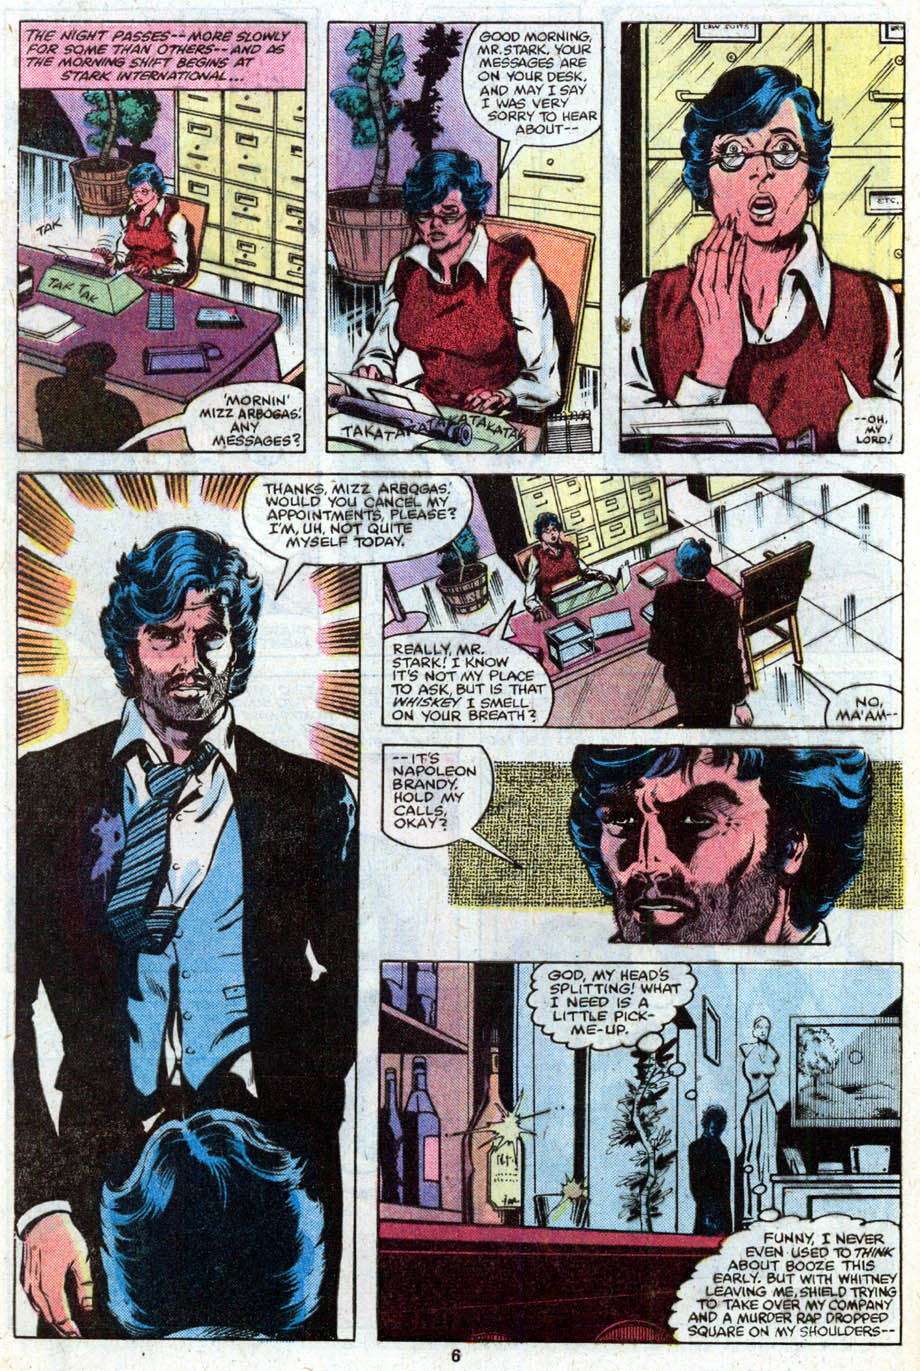 THE NIGHT PASSES--MORE SLOWLY
FOR SOME THAN OTHERS--AND AS
THE MORNING SHIFT BEGINS AT
STARK INTERNATIONAL...
TAK
TAK TAK
'MORNIN'
MIZZ ARBOGAS!
ANY
MESSAGES?
GOOD MORNING,
MR. STARK, YOUR
MESSAGES ARE
ON YOUR DESK,
AND MAY I SAY
I WAS VERY
SORRY TO HEAR
ABOUT--
TAKATAKATAKATAKATAK
LAW SUITS
ETC.
--OH,
MY
LORD!
THANKS, MIZZ ARBOGAS!
WOULD YOU CANCEL MY
APPOINTMENTS, PLEASE?
I'M, UH, NOT QUITE
MYSELF TODAY.
REALLY, MR.
STARK! I KNOW
IT'S NOT MY PLACE
TO ASK, BUT IS THAT
WHISKEY I SMELL
ON YOUR BREATH?
NO,
MA'AM--
--IT'S
NAPOLEON
BRANDY.
HOLD MY
CALLS,
OKAY?
GOD, MY HEAD'S
SPLITTING! WHAT
I NEED IS A
LITTLE PICK-
ME-UP.
FUNNY, I NEVER
EVEN USED TO THINK
ABOUT BOOZE THIS
EARLY. BUT WITH WHITNEY
LEAVING ME, SHIELD TRYING
TO TAKE OVER MY COMPANY
AND A MURDER RAP DROPPED
SQUARE ON MY SHOULDERS--
6